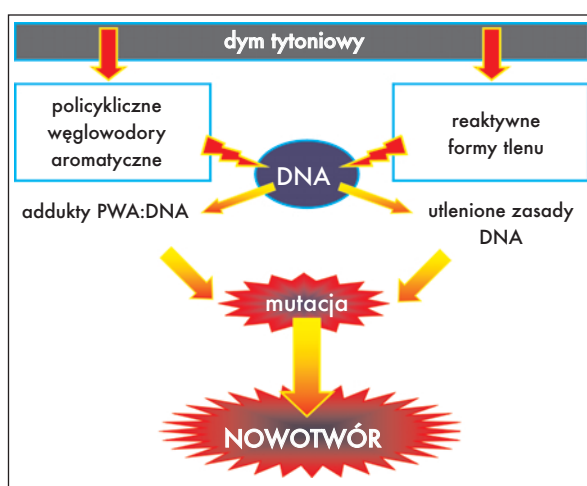 dym tytoniowy
policykliczne
węglowodory
aromatyczne
reaktywne
formy tlenu
DNA
addukty PWA:DNA
utlenione zasady
DNA
mutacja
NOWOTWÓR